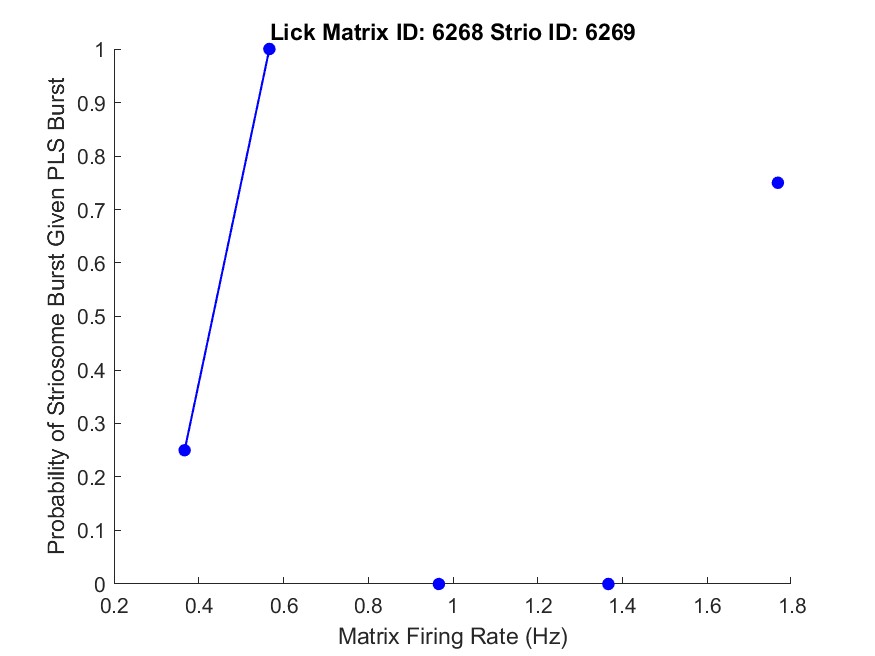 Lick Matrix ID: 6268 Strio ID: 6269
Probability of Striosome Burst Given PLS Burst
1
0.9
0.8
0.7
0.6
0.5
0.4
0.3
0.2
0.1
0
0.2 0.4 0.6 0.8 1 1.2 1.4 1.6 1.8
Matrix Firing Rate (Hz)